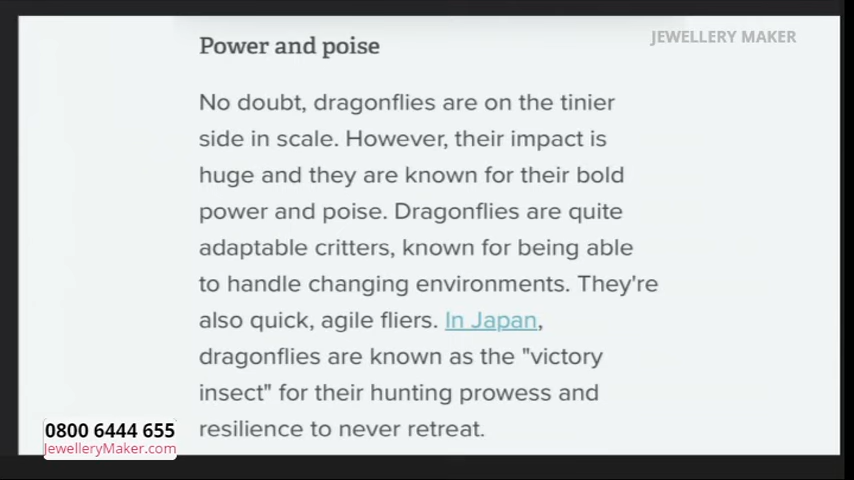 Power and poise
JEWELLERY MAKER
No doubt, dragonflies are on the tinier
side in scale. However, their impact is
huge and they are known for their bold
power and poise. Dragonflies are quite
adaptable critters, known for being able
to handle changing environments. They're
also quick, agile fliers. In Japan,
dragonflies are known as the "victory
insect" for their hunting prowess and
resilience to never retreat.
0800 6444 655
JewelleryMaker.com